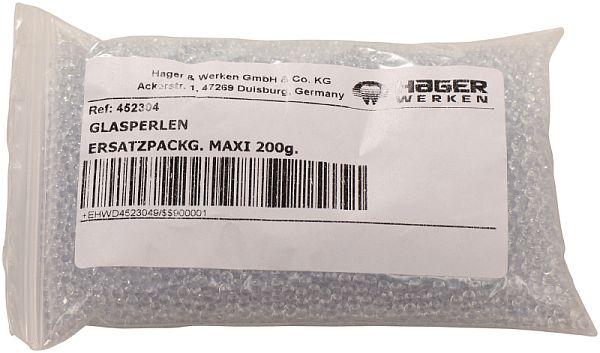 Hager & Werken GmbH & Co. KG
Ackerstr. 1, 47269 Duisburg, Germany
HAGER
WERKEN
Ref: 452304
GLASPERLEN
ERSATZPACKG. MAXI 200g.
+EHWD4523049/$$900001